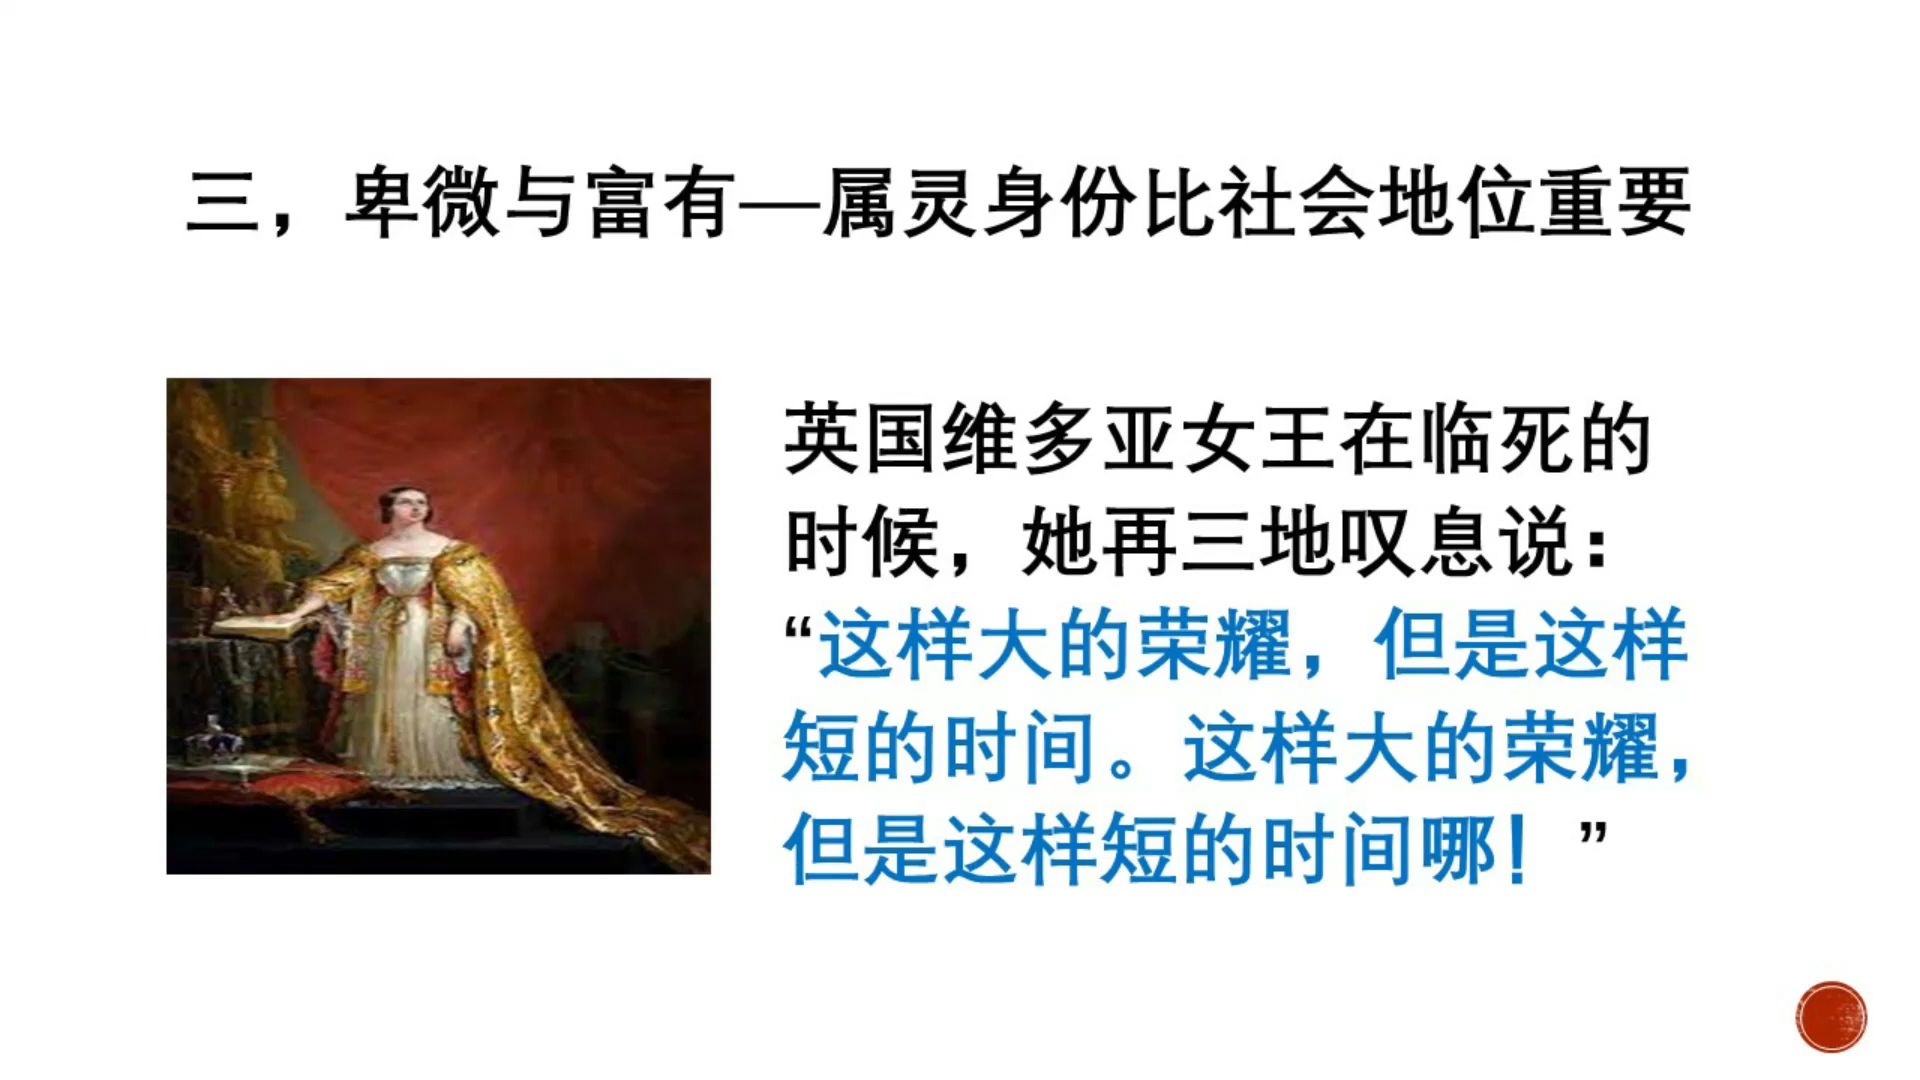 三，卑微与富有—属灵身份比社会地位重要
英国维多亚女王在临死的
时候，她再三地叹息说：
“这样大的荣耀，但是这样
短的时间。这样大的荣耀，
但是这样短的时间哪！”